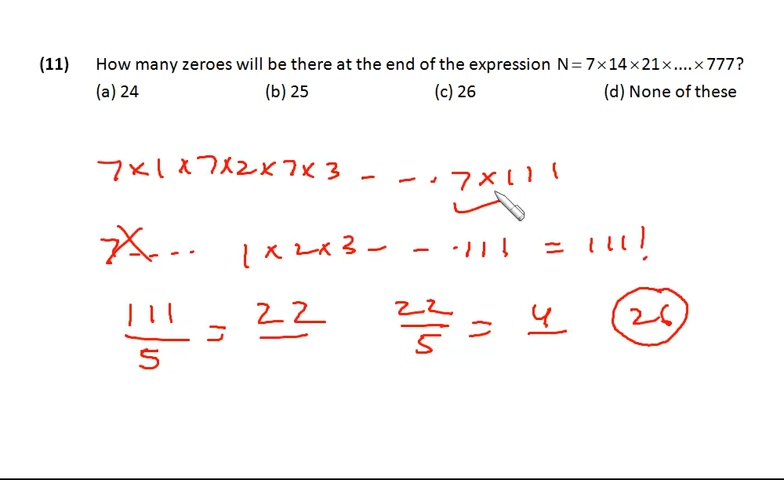 (11) How many zeroes will be there at the end of the expression N = 7×14×21×....×777?
(a) 24 (b) 25 (c) 26 (d) None of these
7×1×7×2×7×3 - - . 7×111
7 - - - . . 1×2×3 - - . 111 = 111!
111/5 = 22 22/5 = 4 26